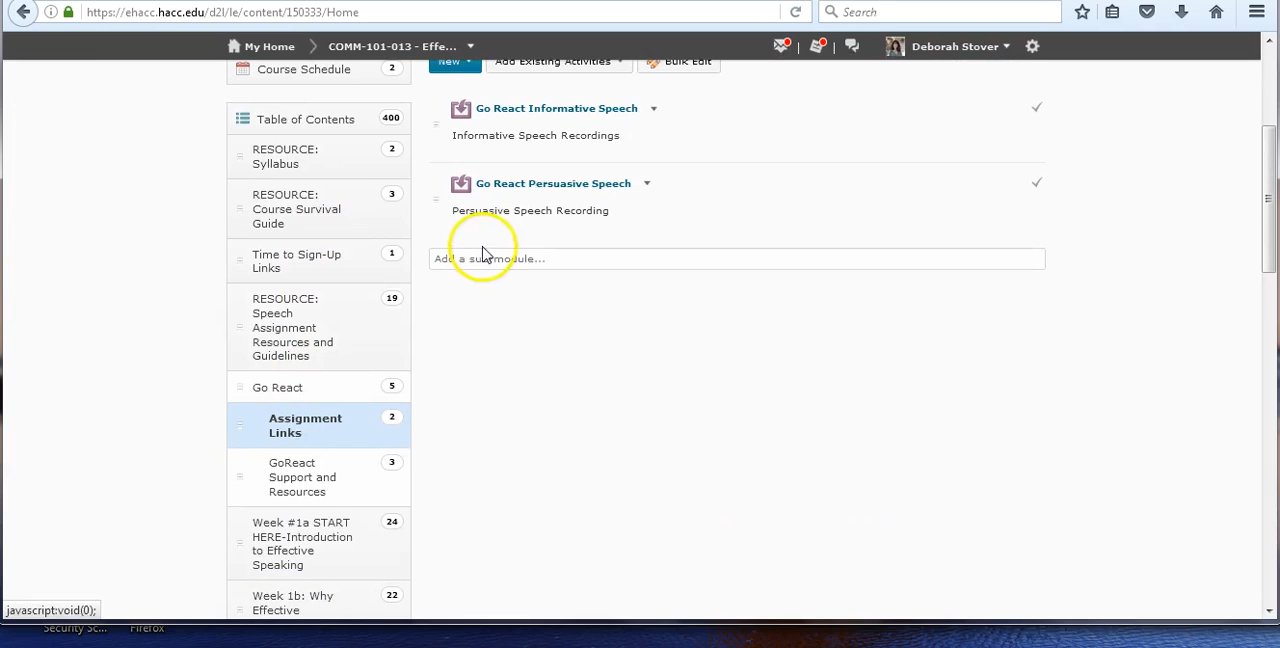 https://ehacc.hacc.edu/d2l/le/content/150333/Home
Search
My Home
COMM-101-013 - Effe...
Deborah Stover
Course Schedule
2
New
Add Existing Activities
Bulk Edit
Table of Contents
400
RESOURCE:
Syllabus
2
RESOURCE:
Course Survival
Guide
3
Time to Sign-Up
Links
1
RESOURCE:
Speech
Assignment
Resources and
Guidelines
19
Go React
5
Assignment
Links
2
GoReact
Support and
Resources
3
Week #1a START
HERE-Introduction
to Effective
Speaking
24
Week 1b: Why
Effective
22
Go React Informative Speech
Informative Speech Recordings
Go React Persuasive Speech
Persuasive Speech Recording
Add a submodule...
javascript:void(0);
Security Sc...
Firefox